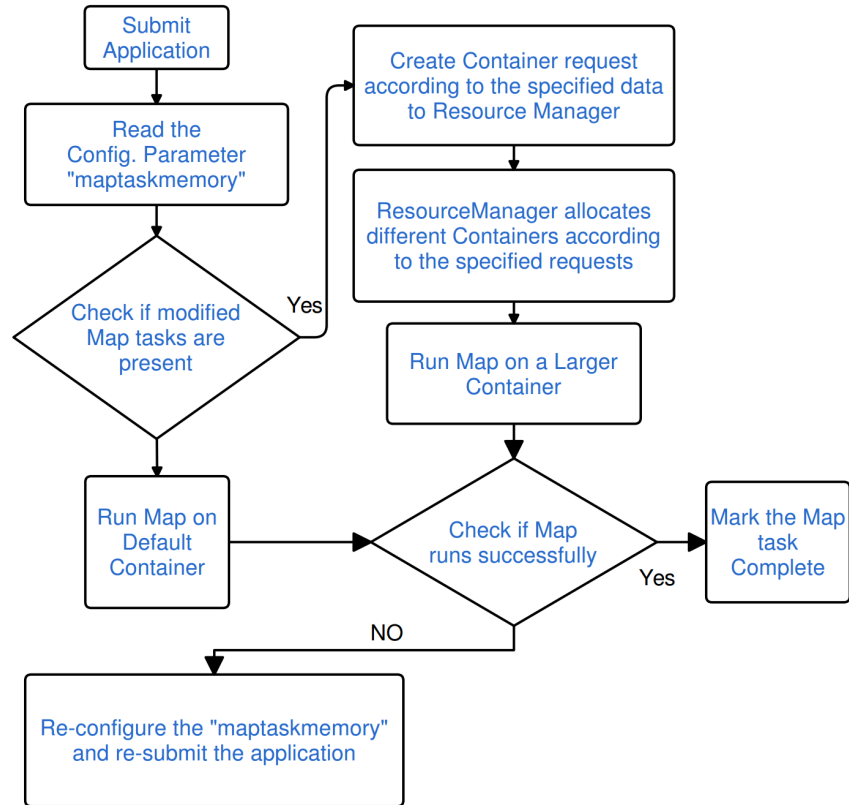 Submit
Application
Read the
Config. Parameter
"maptaskmemory"
Check if modified
Map tasks are
present
Yes
Create Container request
according to the specified data
to Resource Manager
ResourceManager allocates
different Containers according
to the specified requests
Run Map on a Larger
Container
Run Map on
Default
Container
Check if Map
runs successfully
Yes
Mark the Map
task
Complete
NO
Re-configure the "maptaskmemory"
and re-submit the application